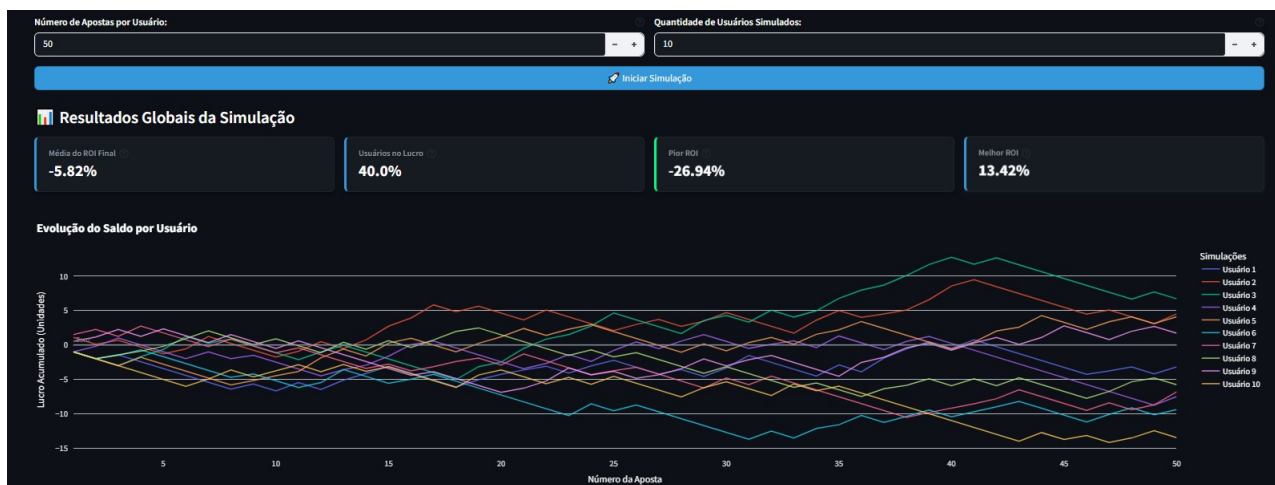 Número de Apostas por Usuário:
Quantidade de Usuários Simulados:
50
- +
10
- +
🚀 Iniciar Simulação
📊 Resultados Globais da Simulação
Média do ROI Final
-5.82%
Usuários no Lucro
40.0%
Pior ROI
-26.94%
Melhor ROI
13.42%
Evolução do Saldo por Usuário
Lucro Acumulado (Unidades)
10
5
0
−5
−10
−15
5
10
15
20
25
30
35
40
45
50
Número da Aposta
Simulações
Usuário 1
Usuário 2
Usuário 3
Usuário 4
Usuário 5
Usuário 6
Usuário 7
Usuário 8
Usuário 9
Usuário 10